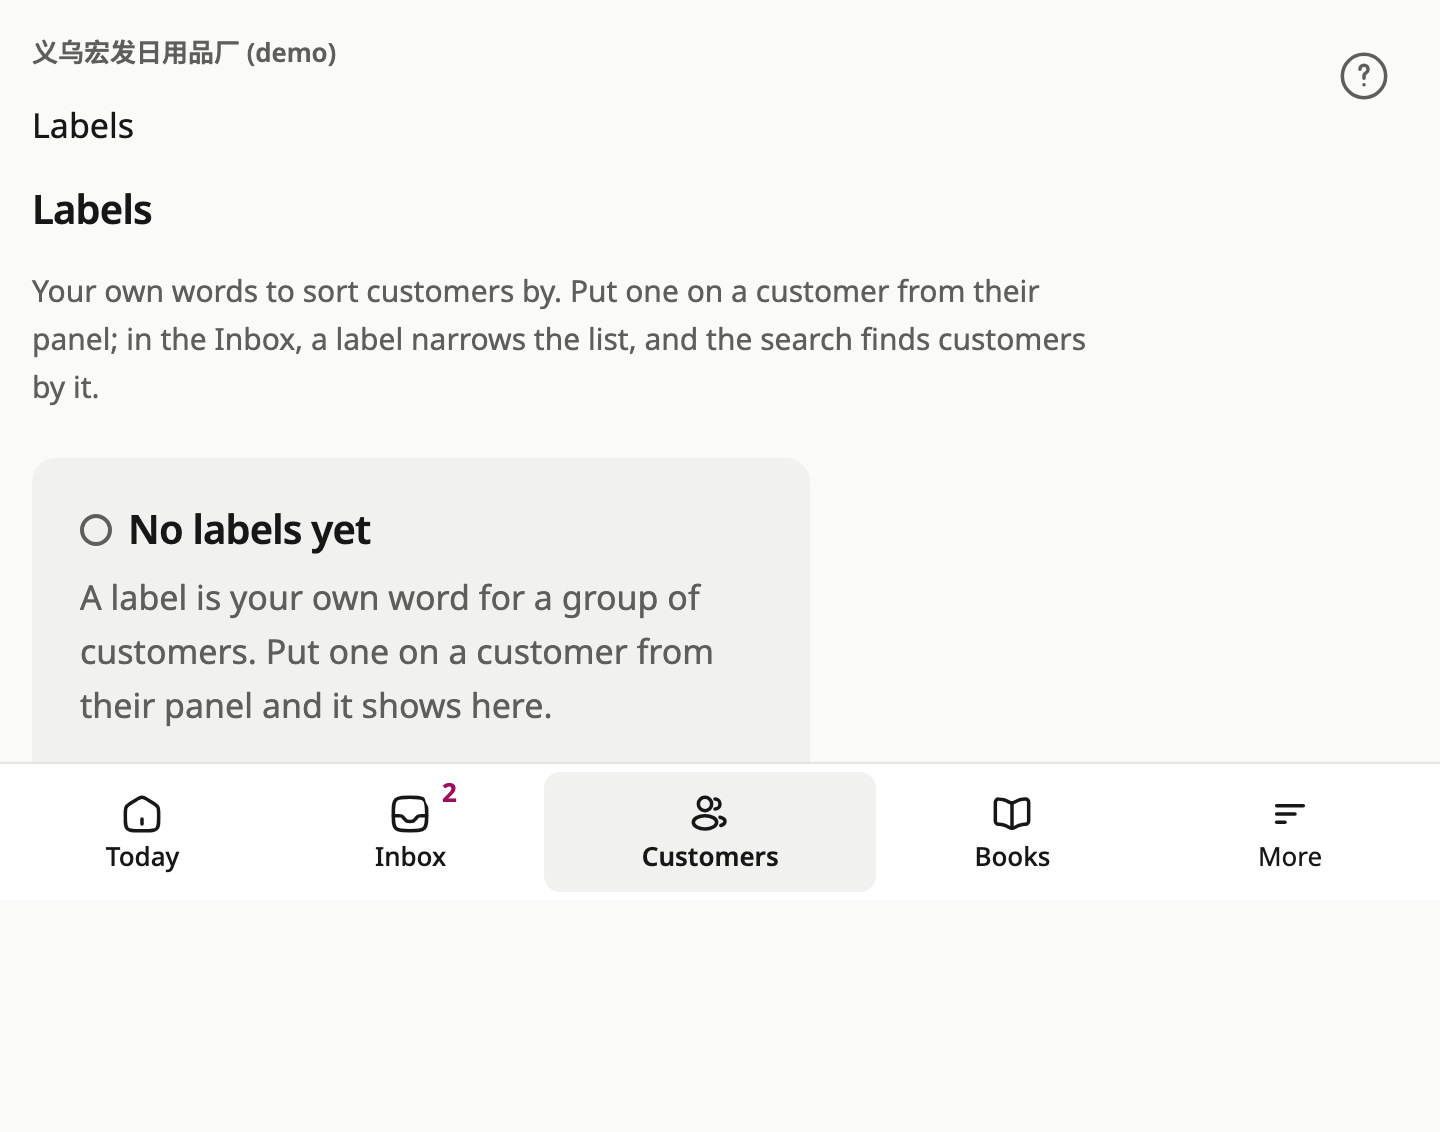 义乌宏发日用品厂 (demo)
Labels
Labels
Your own words to sort customers by. Put one on a customer from their
panel; in the Inbox, a label narrows the list, and the search finds customers
by it.
No labels yet
A label is your own word for a group of
customers. Put one on a customer from
their panel and it shows here.
2
Today
Inbox
Customers
Books
More